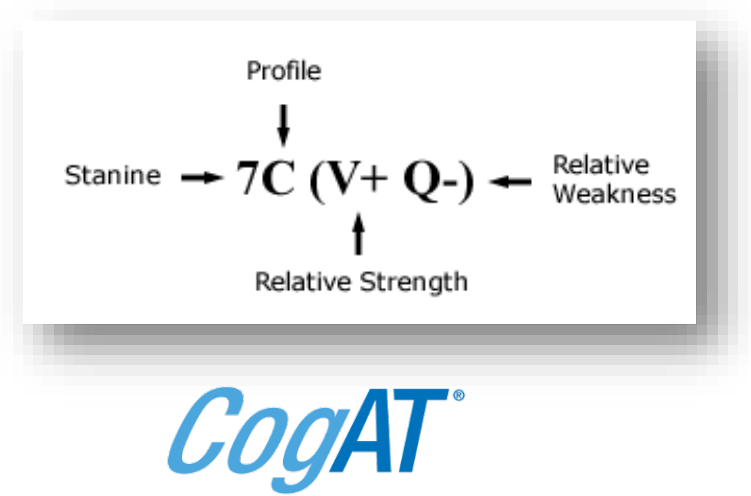 Profile
Stanine
7C (V+ Q-)
Relative
Weakness
Relative Strength
CogAT®